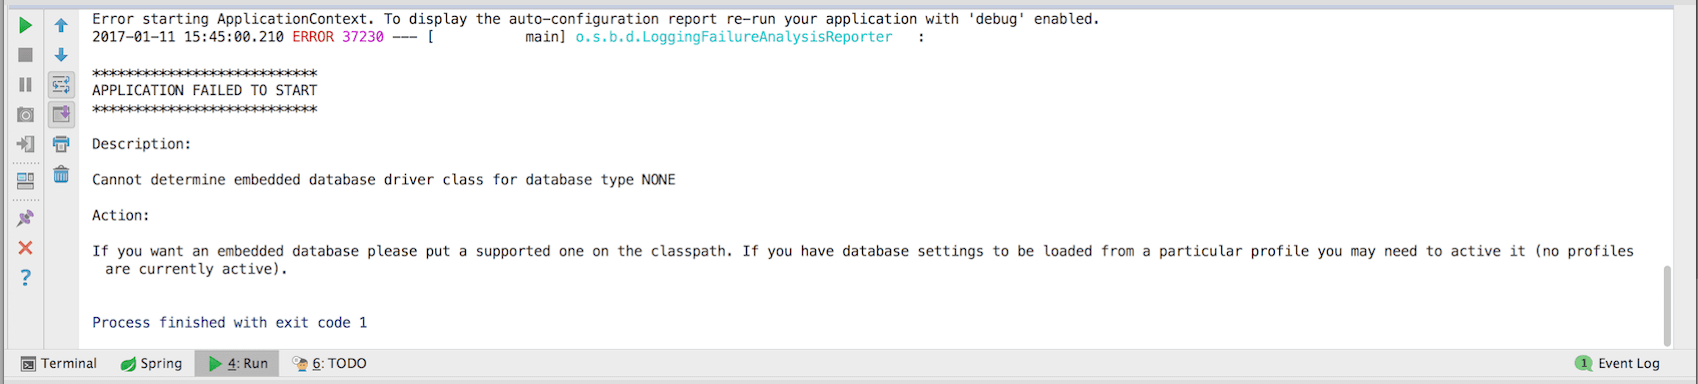 Error starting ApplicationContext. To display the auto-configuration report re-run your application with 'debug' enabled.
2017-01-11 15:45:00.210 ERROR 37230 --- [           main] o.s.b.d.LoggingFailureAnalysisReporter   :
***************************
APPLICATION FAILED TO START
***************************
Description:
Cannot determine embedded database driver class for database type NONE
Action:
If you want an embedded database please put a supported one on the classpath. If you have database settings to be loaded from a particular profile you may need to active it (no profiles
are currently active).
Process finished with exit code 1
Terminal Spring 4: Run 6: TODO 1 Event Log